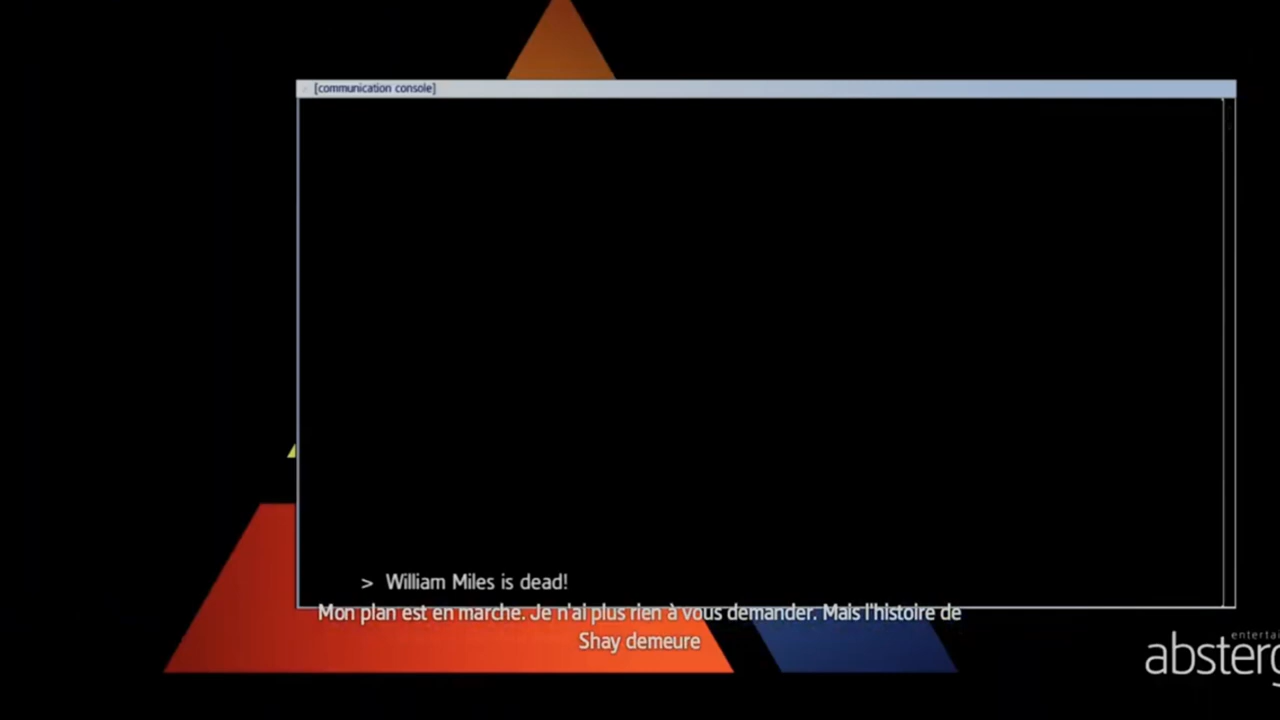 [communication console]
> William Miles is dead!
Mon plan est en marche. Je n'ai plus rien à vous demander. Mais l'histoire de
Shay demeure